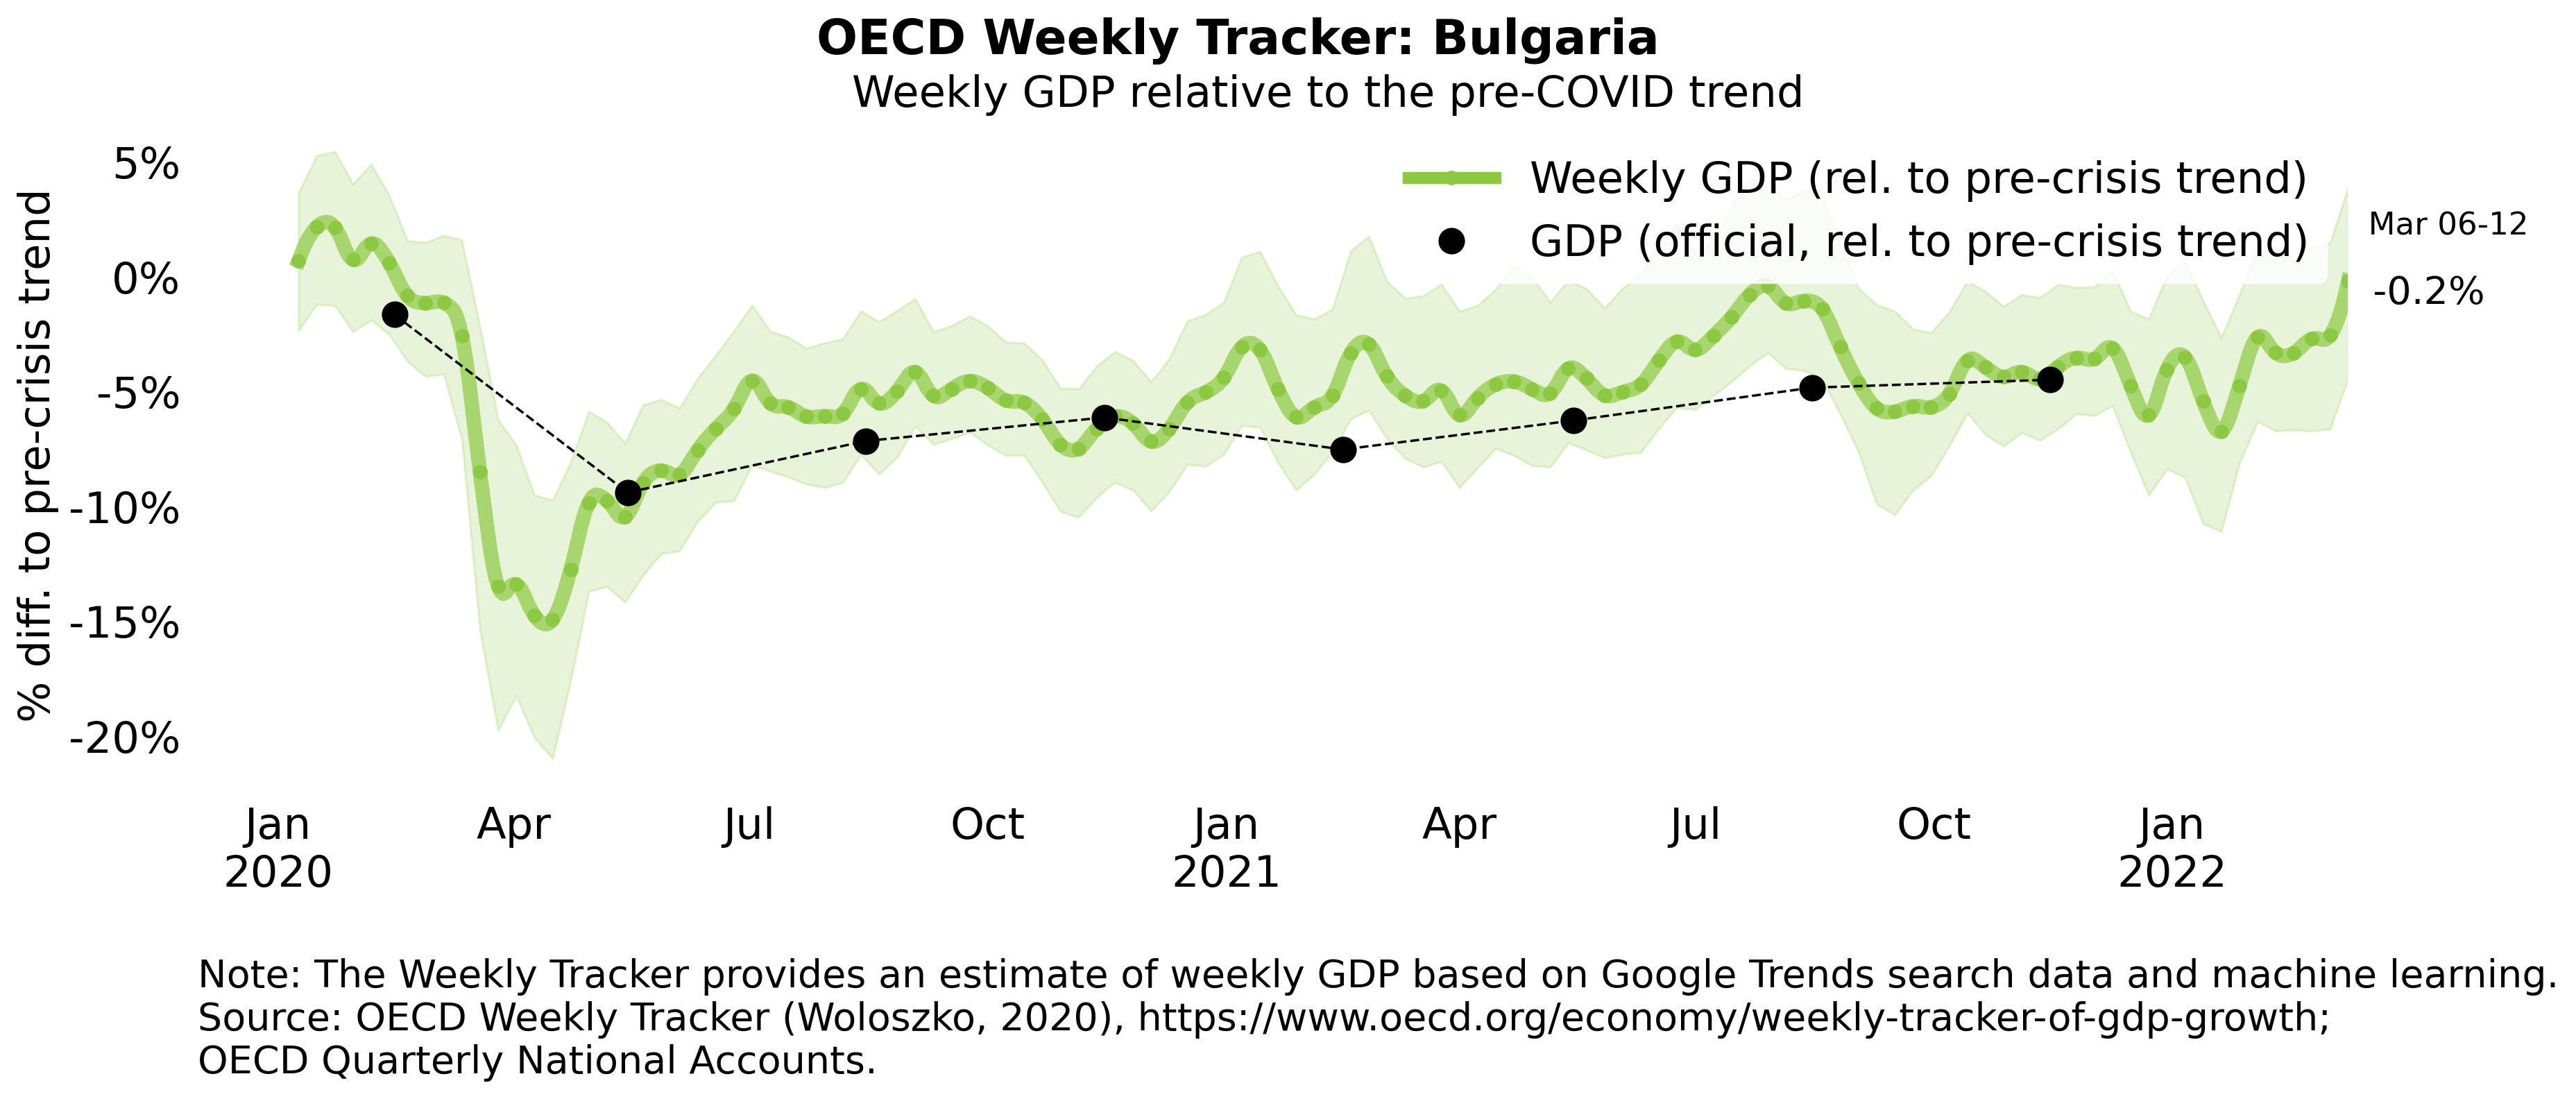 OECD Weekly Tracker: Bulgaria
Weekly GDP relative to the pre-COVID trend
% diff. to pre-crisis trend
5%
0%
-5%
-10%
-15%
-20%
Weekly GDP (rel. to pre-crisis trend)
GDP (official, rel. to pre-crisis trend)
Mar 06-12
-0.2%
Jan Apr Jul Oct Jan Apr Jul Oct Jan
2020 2021 2022
Note: The Weekly Tracker provides an estimate of weekly GDP based on Google Trends search data and machine learning.
Source: OECD Weekly Tracker (Woloszko, 2020), https://www.oecd.org/economy/weekly-tracker-of-gdp-growth;
OECD Quarterly National Accounts.